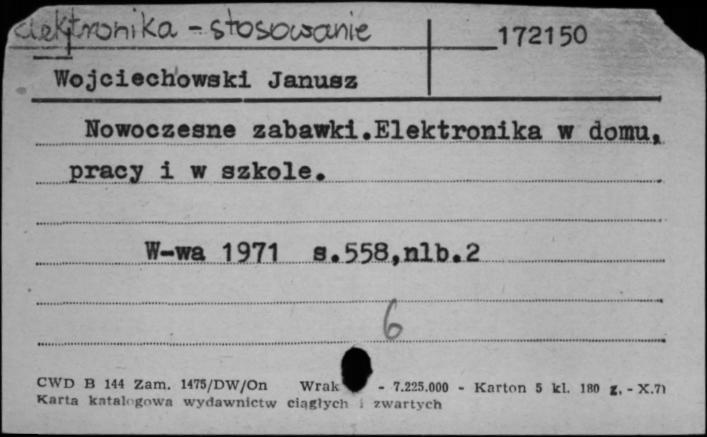 elektronika - stosowanie 172150
Wojciechowski Janusz
Nowoczesne zabawki.Elektronika w domu,
pracy i w szkole.
W-wa 1971 s.558,nlb.2
6
CWD B 144 Zam. 1475/DW/On Wrak - 7.225.000 - Karton 5 kl. 180 g. - X.71
Karta katalogowa wydawnictw ciągłych i zwartych